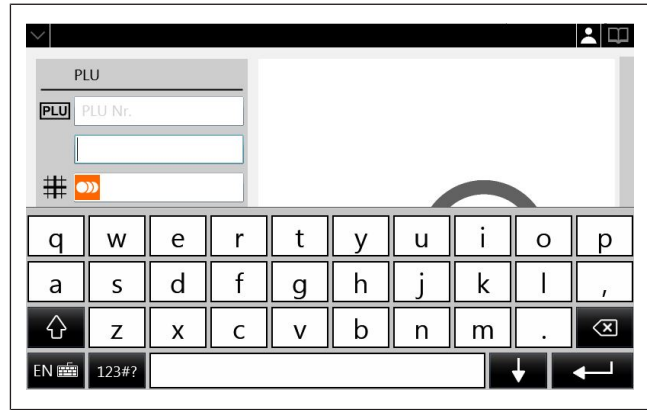 PLU
PLU PLU Nr.
q w e r t y u i o p
a s d f g h j k l ,
z x c v b n m .
EN 123#?